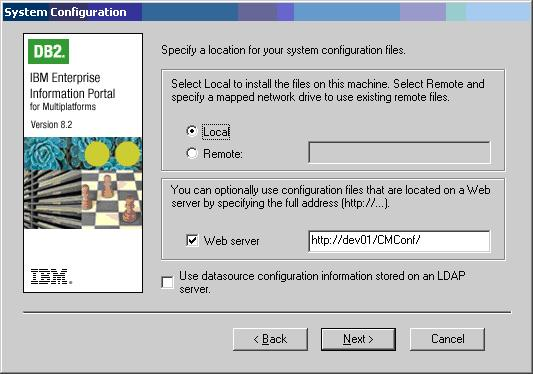 System Configuration
DB2.
IBM Enterprise
Information Portal
for Multiplatforms
Version 8.2
IBM.
Specify a location for your system configuration files.
Select Local to install the files on this machine. Select Remote and
specify a mapped network drive to use existing remote files.
Local
Remote:
You can optionally use configuration files that are located on a Web
server by specifying the full address (http://...).
Web server
http://dev01/CMConf/
Use datasource configuration information stored on an LDAP
server.
< Back
Next >
Cancel